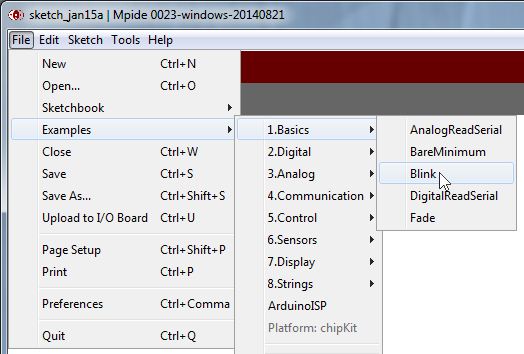 sketch_jan15a | Mpide 0023-windows-20140821
File Edit Sketch Tools Help
New Ctrl+N
Open... Ctrl+O
Sketchbook
Examples
Close Ctrl+W
Save Ctrl+S
Save As... Ctrl+Shift+S
Upload to I/O Board Ctrl+U
Page Setup Ctrl+Shift+P
Print Ctrl+P
Preferences Ctrl+Comma
Quit Ctrl+Q
1.Basics
2.Digital
3.Analog
4.Communication
5.Control
6.Sensors
7.Display
8.Strings
ArduinoISP
Platform: chipKit
AnalogReadSerial
BareMinimum
Blink
DigitalReadSerial
Fade